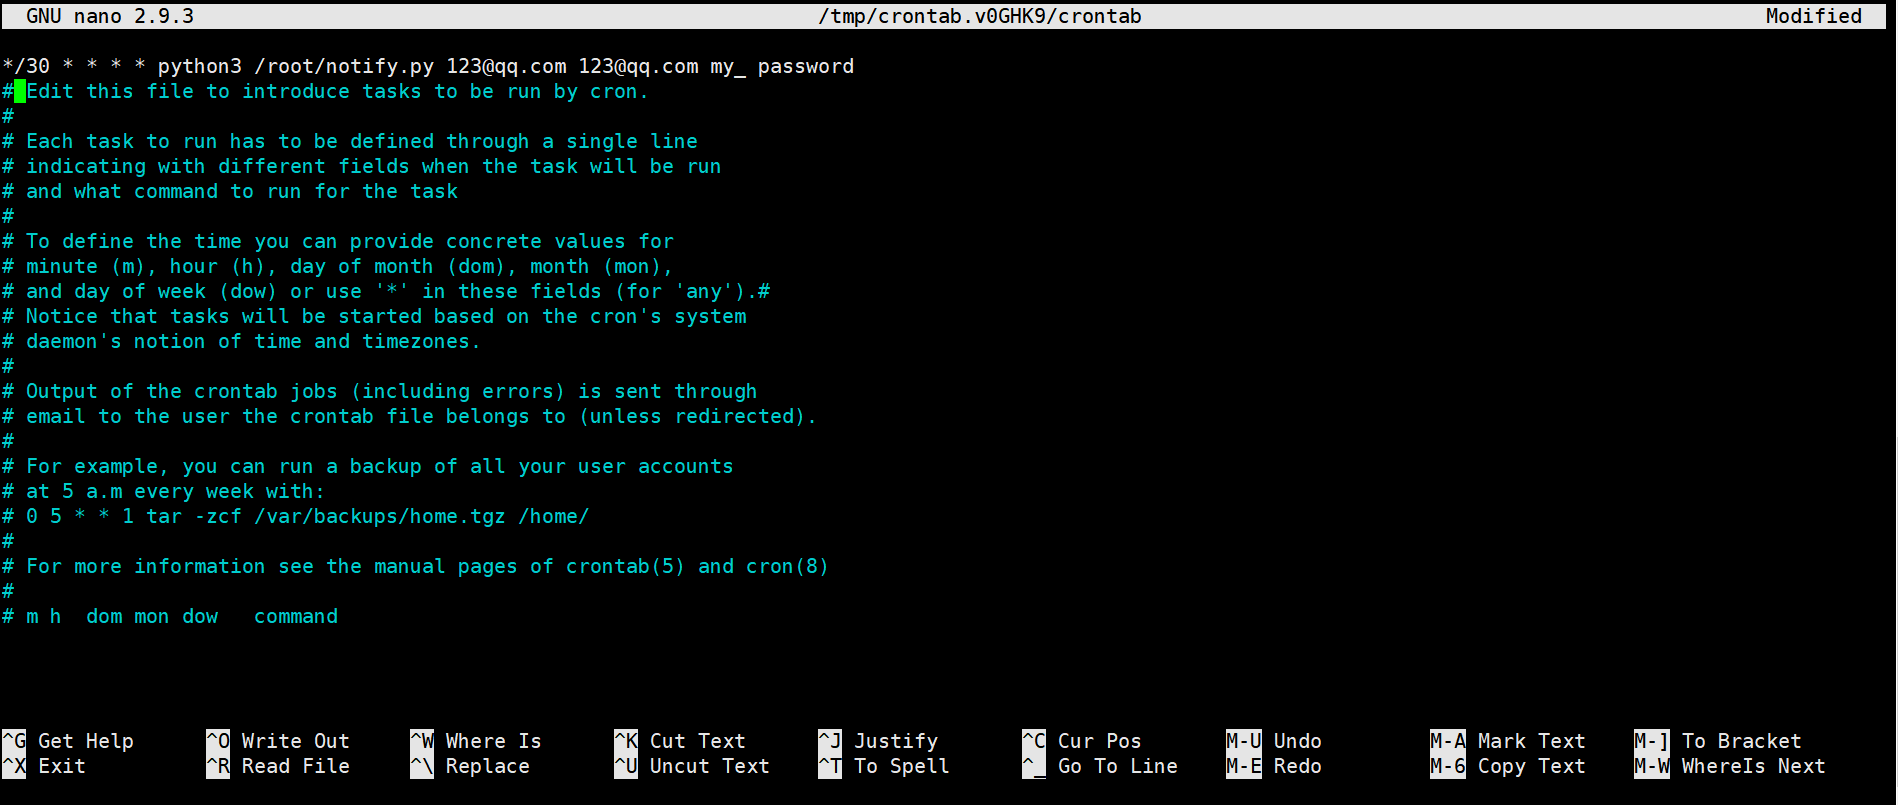 GNU nano 2.9.3 /tmp/crontab.v0GHK9/crontab Modified
*/30 * * * * python3 /root/notify.py 123@qq.com 123@qq.com my_ password
# Edit this file to introduce tasks to be run by cron.
#
# Each task to run has to be defined through a single line
# indicating with different fields when the task will be run
# and what command to run for the task
#
# To define the time you can provide concrete values for
# minute (m), hour (h), day of month (dom), month (mon),
# and day of week (dow) or use '*' in these fields (for 'any').#
# Notice that tasks will be started based on the cron's system
# daemon's notion of time and timezones.
#
# Output of the crontab jobs (including errors) is sent through
# email to the user the crontab file belongs to (unless redirected).
#
# For example, you can run a backup of all your user accounts
# at 5 a.m every week with:
# 0 5 * * 1 tar -zcf /var/backups/home.tgz /home/
#
# For more information see the manual pages of crontab(5) and cron(8)
#
# m h  dom mon dow   command
^G Get Help ^O Write Out ^W Where Is ^K Cut Text ^J Justify ^C Cur Pos M-U Undo M-A Mark Text M-] To Bracket
^X Exit ^R Read File ^\ Replace ^U Uncut Text ^T To Spell ^_ Go To Line M-E Redo M-6 Copy Text M-W WhereIs Next